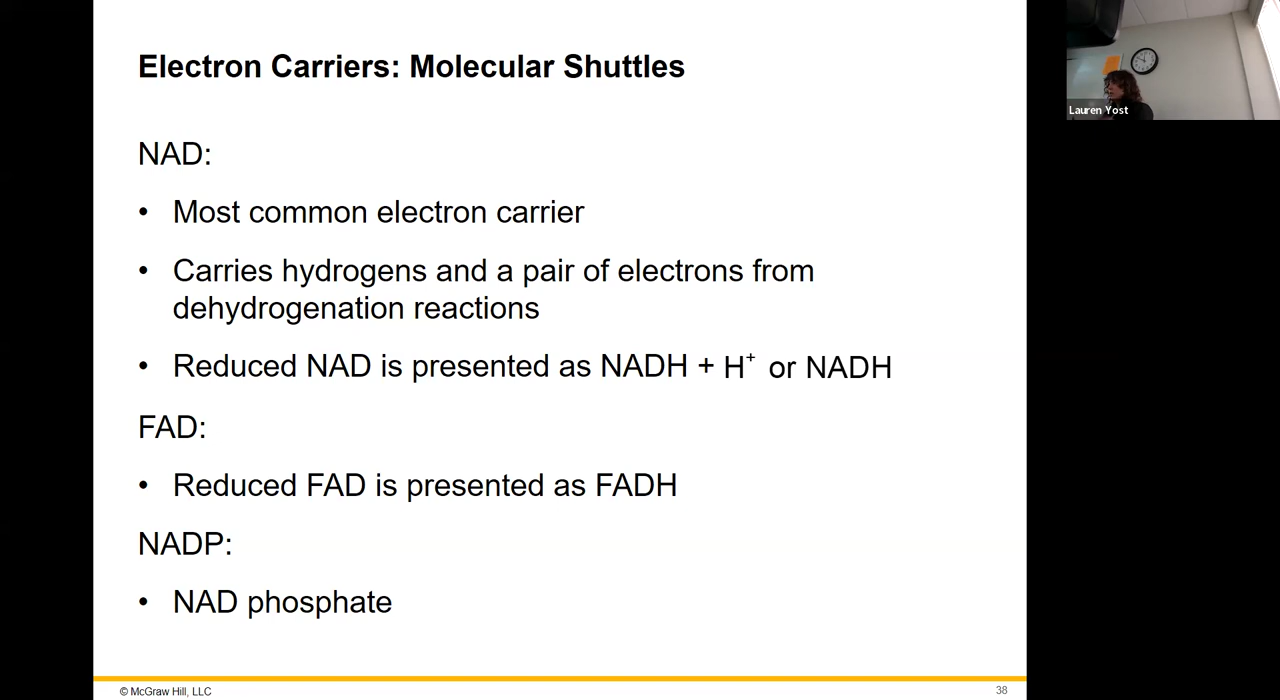 Electron Carriers: Molecular Shuttles
NAD:
• Most common electron carrier
• Carries hydrogens and a pair of electrons from
dehydrogenation reactions
• Reduced NAD is presented as NADH + H⁺ or NADH
FAD:
• Reduced FAD is presented as FADH
NADP:
• NAD phosphate
© McGraw Hill, LLC
38
Lauren Yost